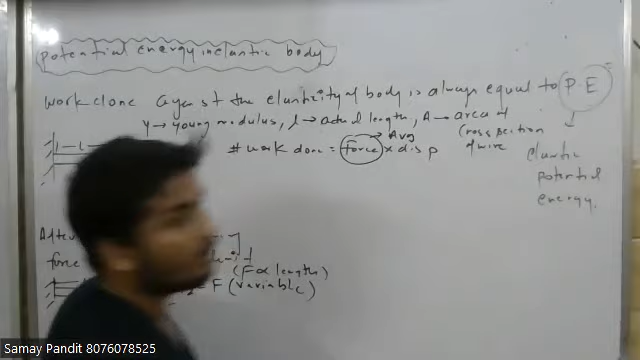 potential energy in elastic body
work done against the elasticity of body is always equal to P.E
Y → young modulus, l → actual length, A → area of cross section of wire
→ Avg
# work done = force × disp
elastic
potential
energy.
l
After
force
(F ∝ length)
= F (variable)
Samay Pandit 8076078525